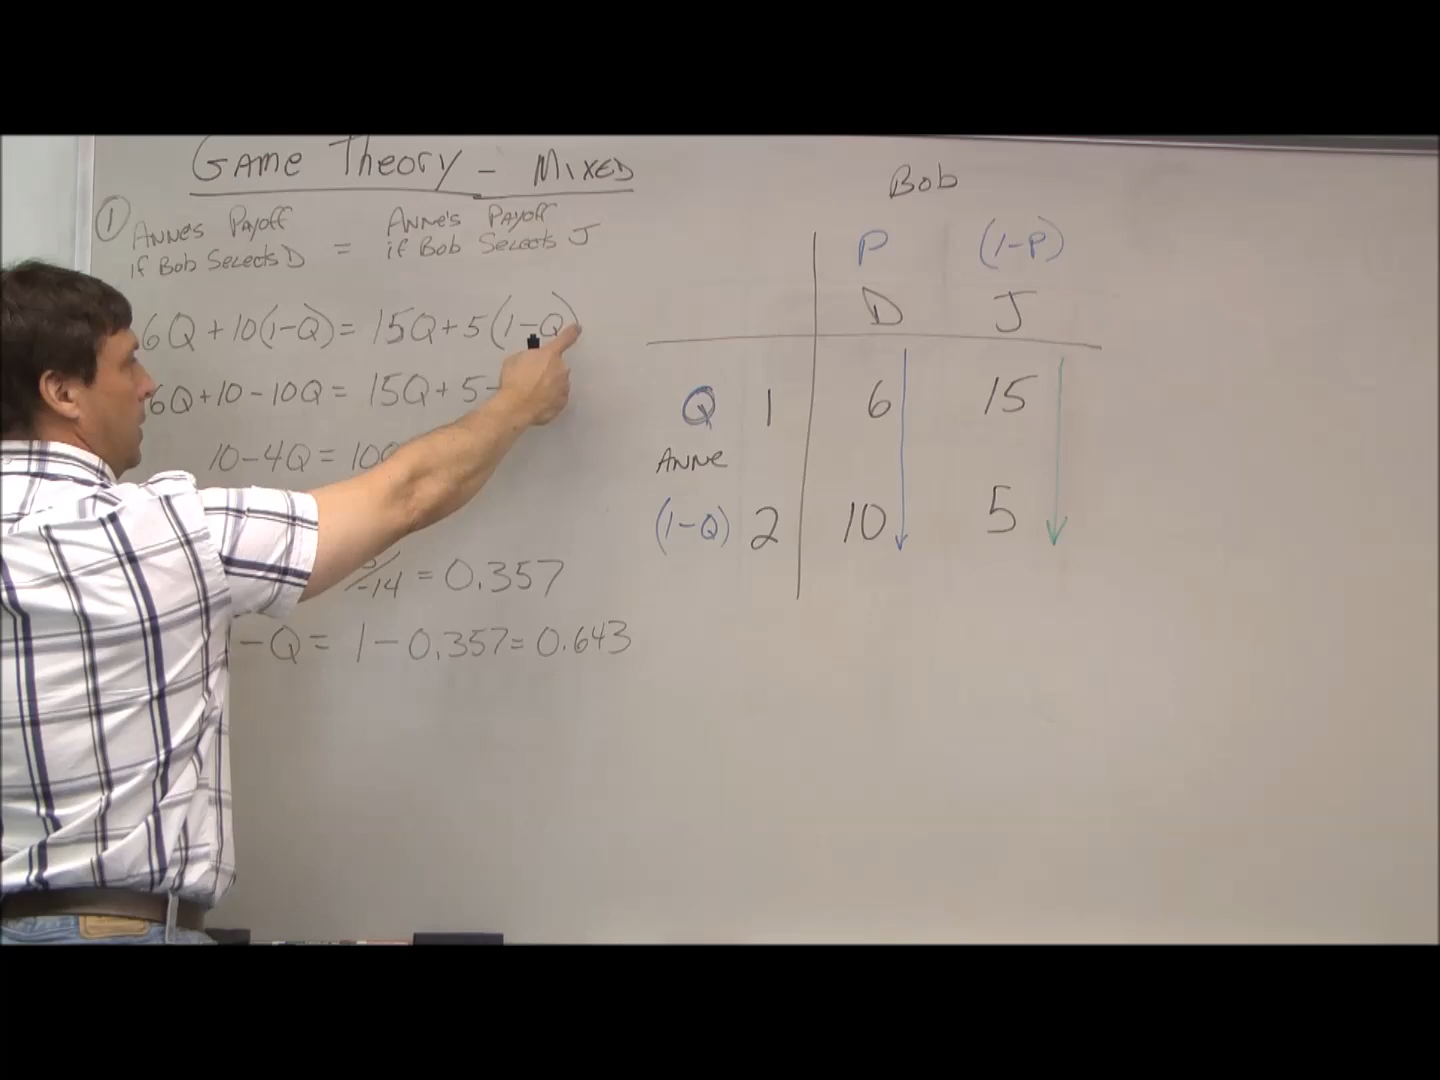 GAME THEORY - MIXED
① ANNE'S PAYOFF if Bob Selects D = ANNE'S PAYOFF if Bob Selects J
6Q + 10(1-Q) = 15Q + 5(1-Q)
6Q + 10 - 10Q = 15Q + 5 -
10 - 4Q = 10Q
-14 = 0.357
1 - Q = 1 - 0.357 = 0.643
Bob
P (1-P)
D J
Q 1 6 15
ANNE
(1-Q) 2 10 5